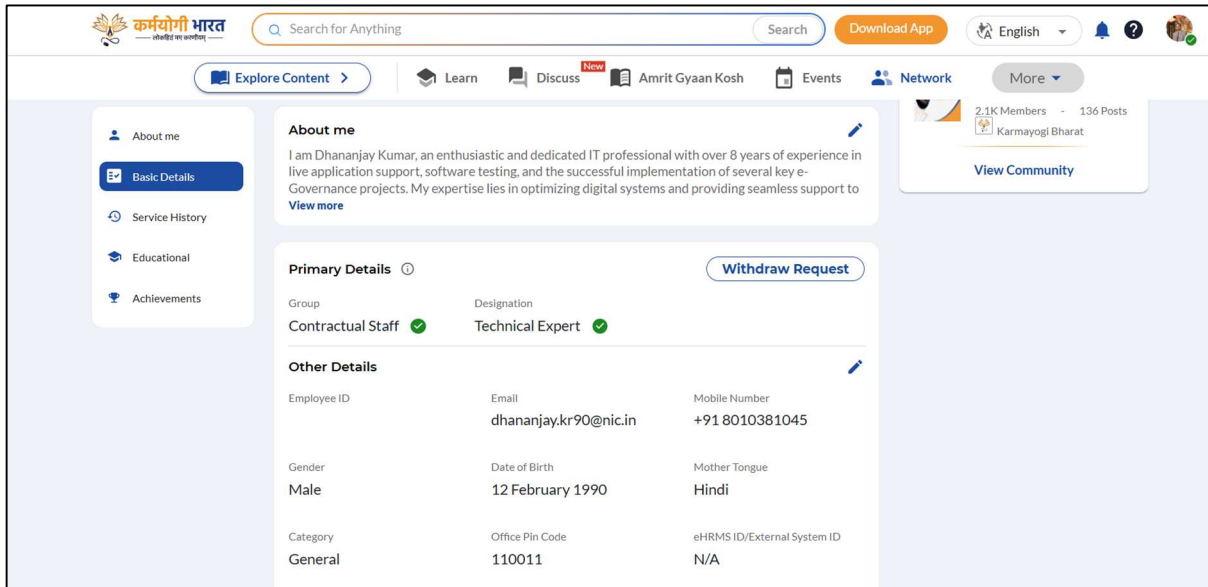 कर्मयोगी भारत
लोकहितं मम करणीयम्
Search for Anything
Search
Download App
English
Explore Content
Learn
Discuss
New
Amrit Gyaan Kosh
Events
Network
More
About me
Basic Details
Service History
Educational
Achievements
About me
I am Dhananjay Kumar, an enthusiastic and dedicated IT professional with over 8 years of experience in
live application support, software testing, and the successful implementation of several key e-
Governance projects. My expertise lies in optimizing digital systems and providing seamless support to
View more
2.1K Members - 136 Posts
Karmayogi Bharat
View Community
Primary Details
Withdraw Request
Group
Designation
Contractual Staff
Technical Expert
Other Details
Employee ID
Email
Mobile Number
dhananjay.kr90@nic.in
+91 8010381045
Gender
Date of Birth
Mother Tongue
Male
12 February 1990
Hindi
Category
Office Pin Code
eHRMS ID/External System ID
General
110011
N/A